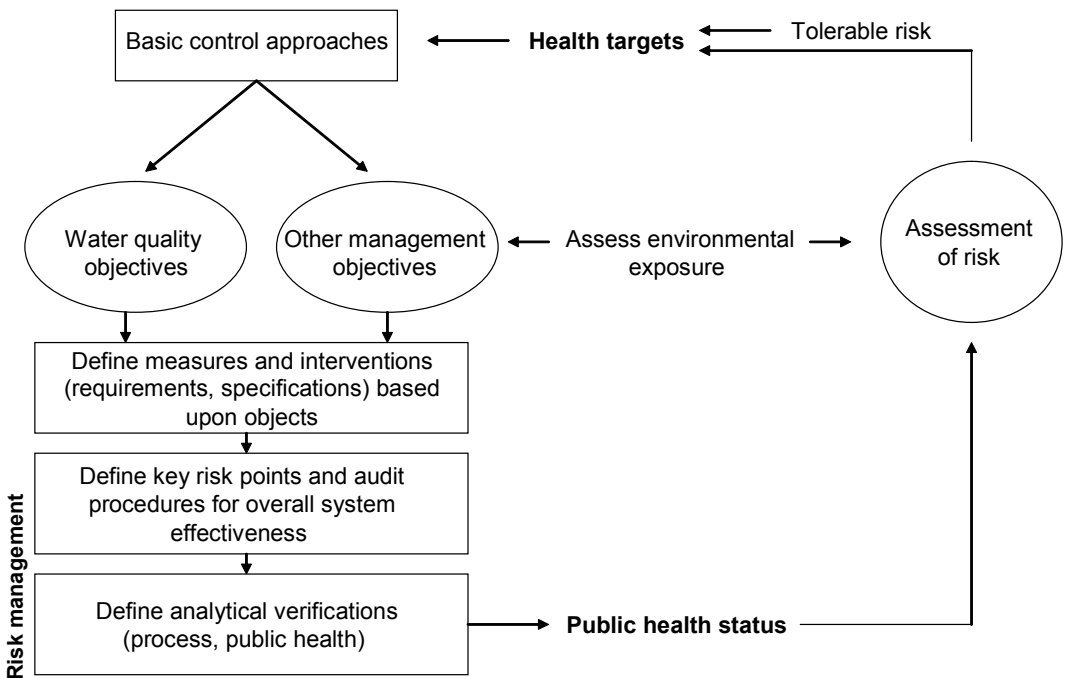 Basic control approaches
Health targets
Tolerable risk
Water quality
objectives
Other management
objectives
Assess environmental
exposure
Assessment
of risk
Define measures and interventions
(requirements, specifications) based
upon objects
Define key risk points and audit
procedures for overall system
effectiveness
Define analytical verifications
(process, public health)
Public health status
Risk management